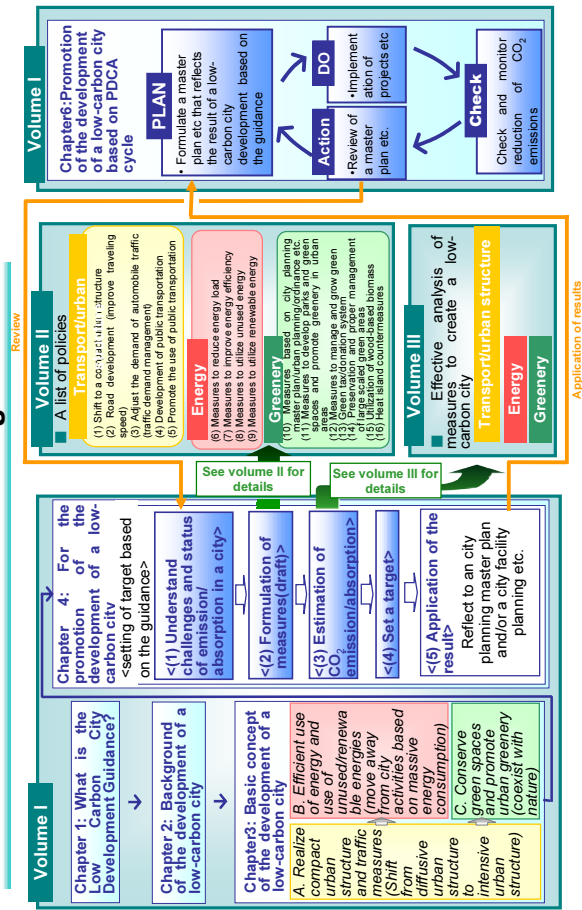 Volume I
Chapter 1: What is the
Low Carbon City
Development Guidance?
Chapter 2: Background
of the development of a
low-carbon city
Chapter3: Basic concept
of the development of a
low-carbon city
A. Realize
compact
urban
structure
and traffic
measures
(Shift
from
diffusive
urban
structure
to
intensive
urban
structure)
B. Efficient use
of energy and
use of
unused/renewa
ble energies
(move away
from city
activities based
on massive
energy
consumption)
C. Conserve
green spaces
and promote
urban greenery
(coexist with
nature)
Chapter 4: For the
promotion of the
development of a low-
carbon city
<setting of target based
on the guidance>
<(1) Understand
challenges and status
of emission/
absorption in a city>
<(2) Formulation of
measures(draft)>
<(3) Estimation of
CO2
emission/absorption>
<(4) Set a target>
<(5) Application of the
result>
Reflect to an city
planning master plan
and/or a city facility
planning etc.
See volume II for
details
See volume III for
details
Review
Volume II
A list of policies
Transport/urban
(1) Shift to a structure
(2) Road development (improve traveling
speed)
(3) Adjust the demand of automobile traffic
(traffic demand management)
(4) Development of public transportation
(5) Promote the use of public transportation
Energy
(6) Measures to reduce energy load
(7) Measures to improve energy efficiency
(8) Measures to utilize unused energy
(9) Measures to utilize renewable energy
Greenery
(10) Measures based on city planning
master plan/urban planning/ordinance etc.
(11) Measures to develop parks and green
spaces and promote greenery in urban
areas
(12) Measures to manage and grow green
(13) Green tax/donation system
(14) Preservation and proper management
of large scaled green areas
(15) Utilization of wood-based biomass
(16) Heat island countermeasures
Volume III
Effective analysis of
measures to create a low-
carbon city
Transport/urban structure
Energy
Greenery
Application of results
Volume I
Chapter6:Promotion
of the development
of a low-carbon city
based on PDCA
cycle
PLAN
•Formulate a master
plan etc that reflects
the result of a low-
carbon city
development based on
the guidance
DO
•Implement
ation of
projects etc
Action
•Review of
a master
plan etc.
Check
Check and monitor
reduction of CO2
emissions